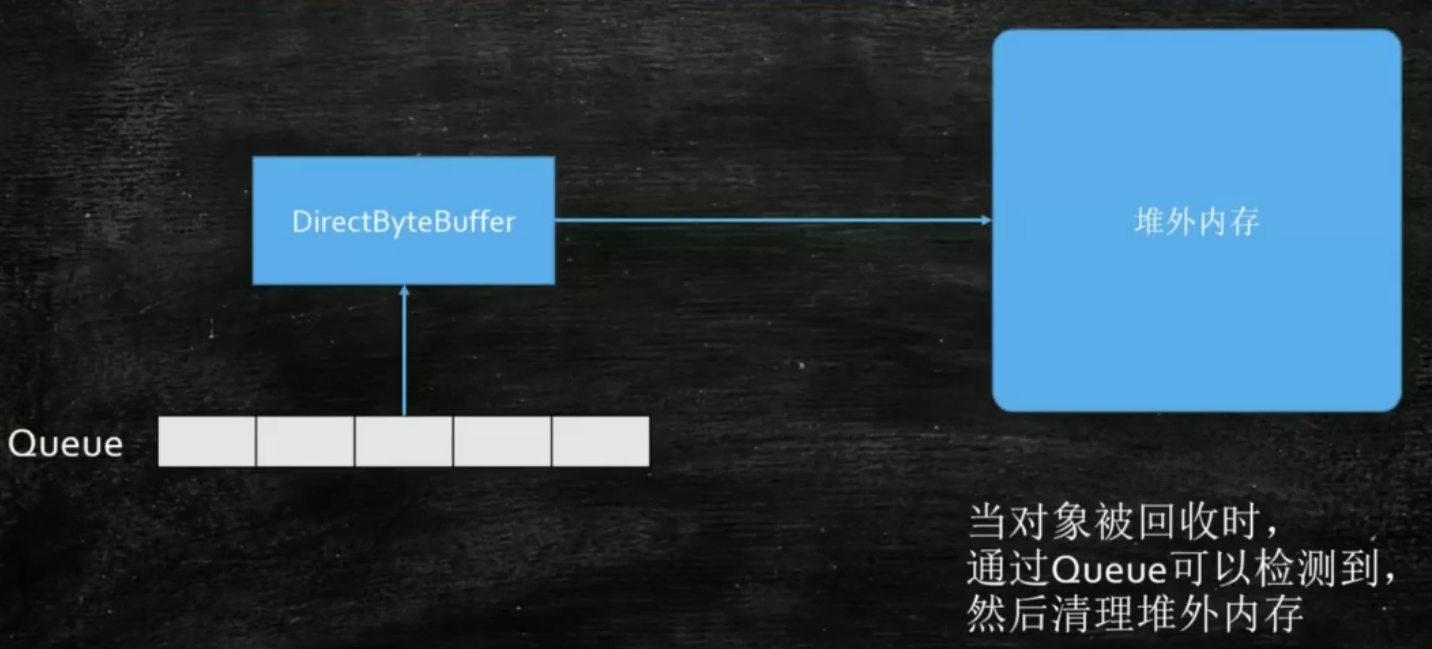 DirectByteBuffer
堆外内存
Queue
当对象被回收时，
通过Queue可以检测到，
然后清理堆外内存